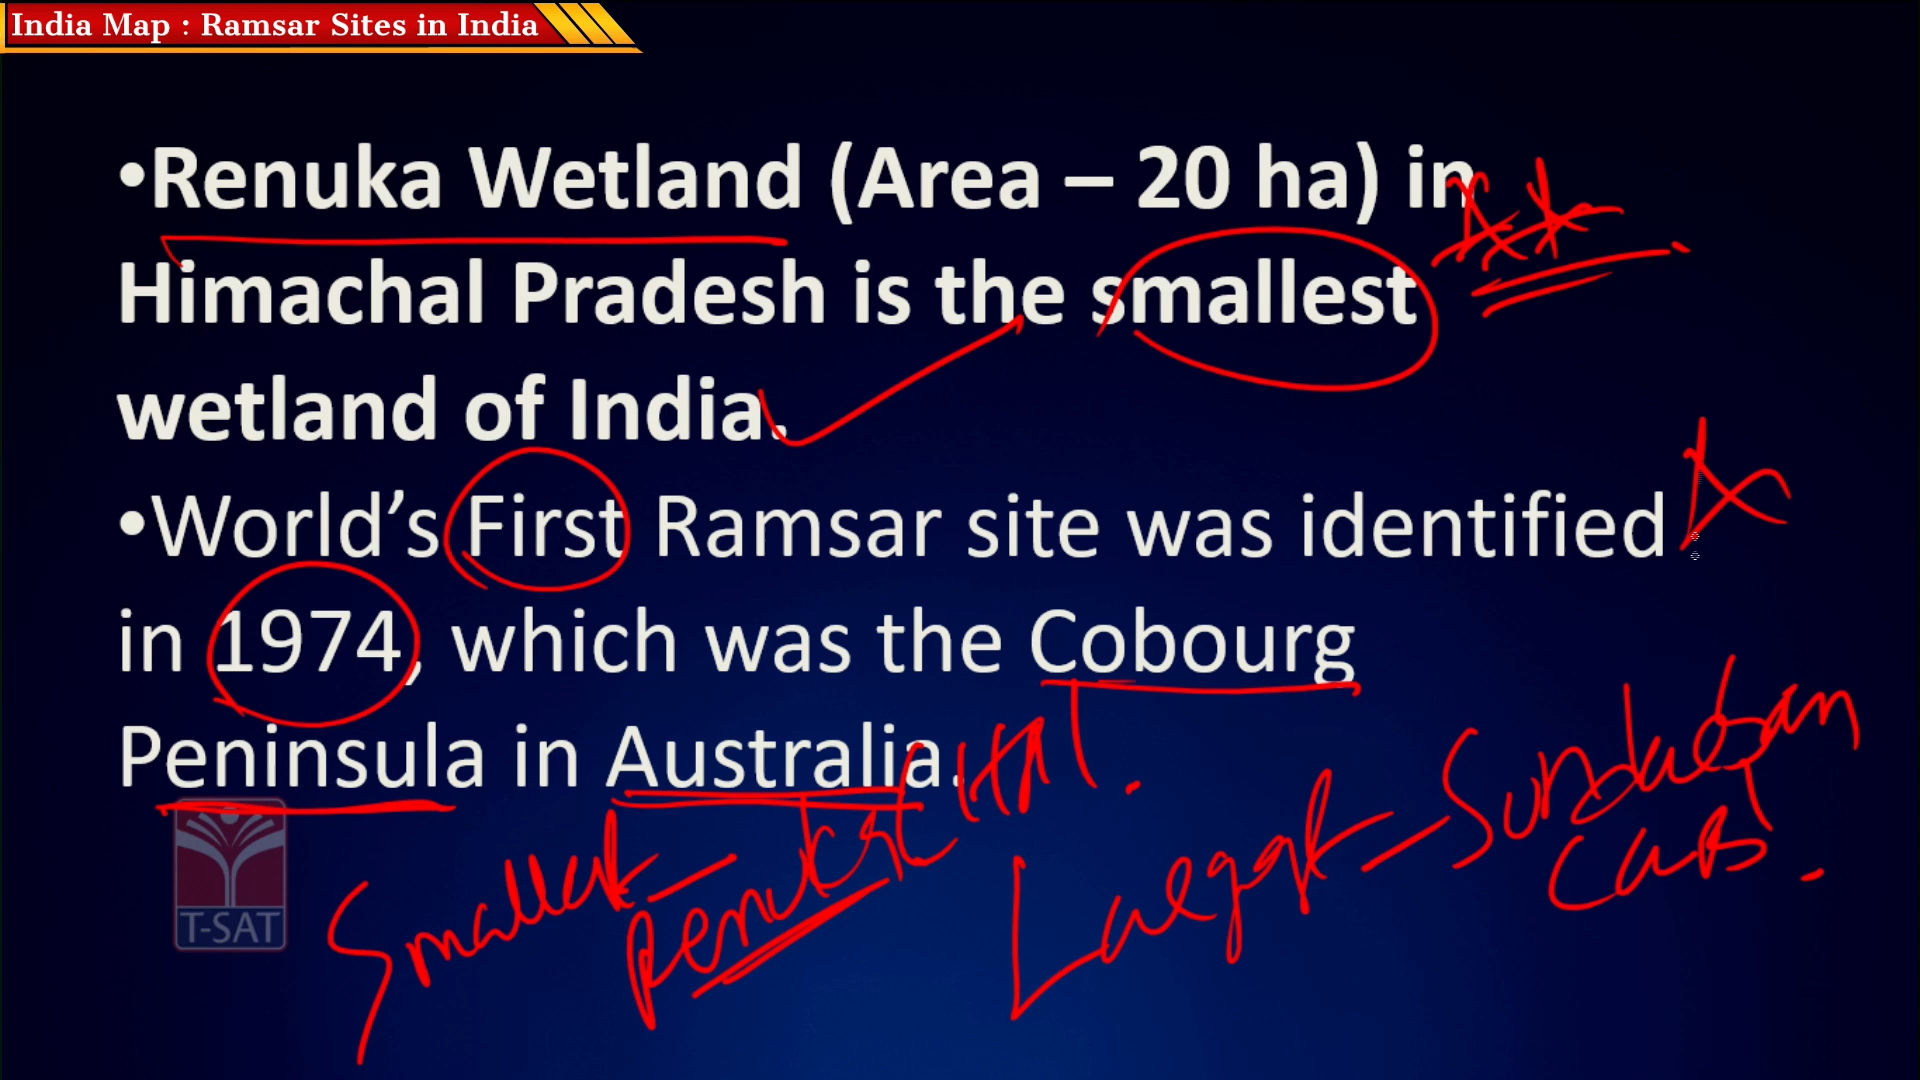 India Map : Ramsar Sites in India
•Renuka Wetland (Area – 20 ha) in
Himachal Pradesh is the smallest
wetland of India.
•World’s First Ramsar site was identified
in 1974, which was the Cobourg
Peninsula in Australia.
Smallest – Renuka
Largest – Sundarban
T-SAT